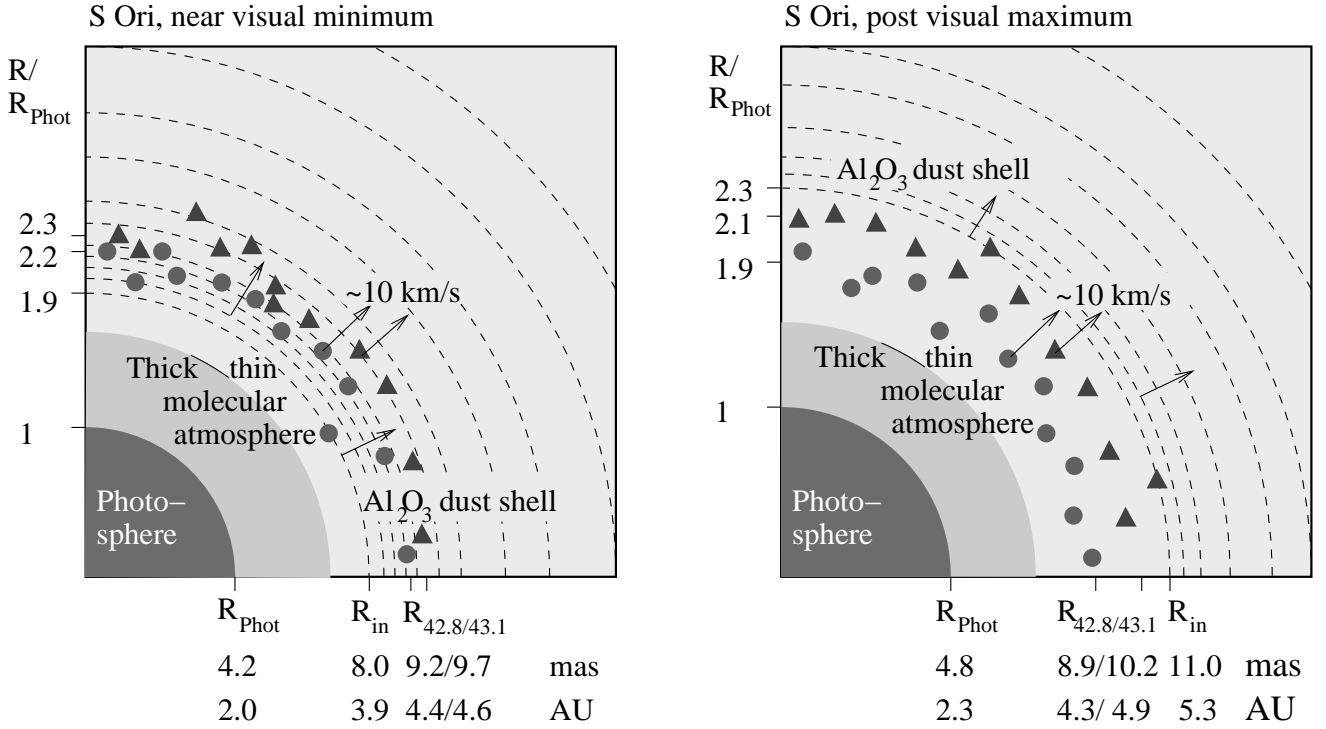 S Ori, near visual minimum
R/
R_Phot
2.3
2.2
1.9
1
~10 km/s
Thick thin
molecular
atmosphere
Al2O3 dust shell
Photo–
sphere
R_Phot R_in R_42.8/43.1
4.2 8.0 9.2/9.7 mas
2.0 3.9 4.4/4.6 AU
S Ori, post visual maximum
R/
R_Phot
Al2O3 dust shell
2.3
2.1
1.9
1
~10 km/s
Thick thin
molecular
atmosphere
Photo–
sphere
R_Phot R_42.8/43.1 R_in
4.8 8.9/10.2 11.0 mas
2.3 4.3/ 4.9 5.3 AU